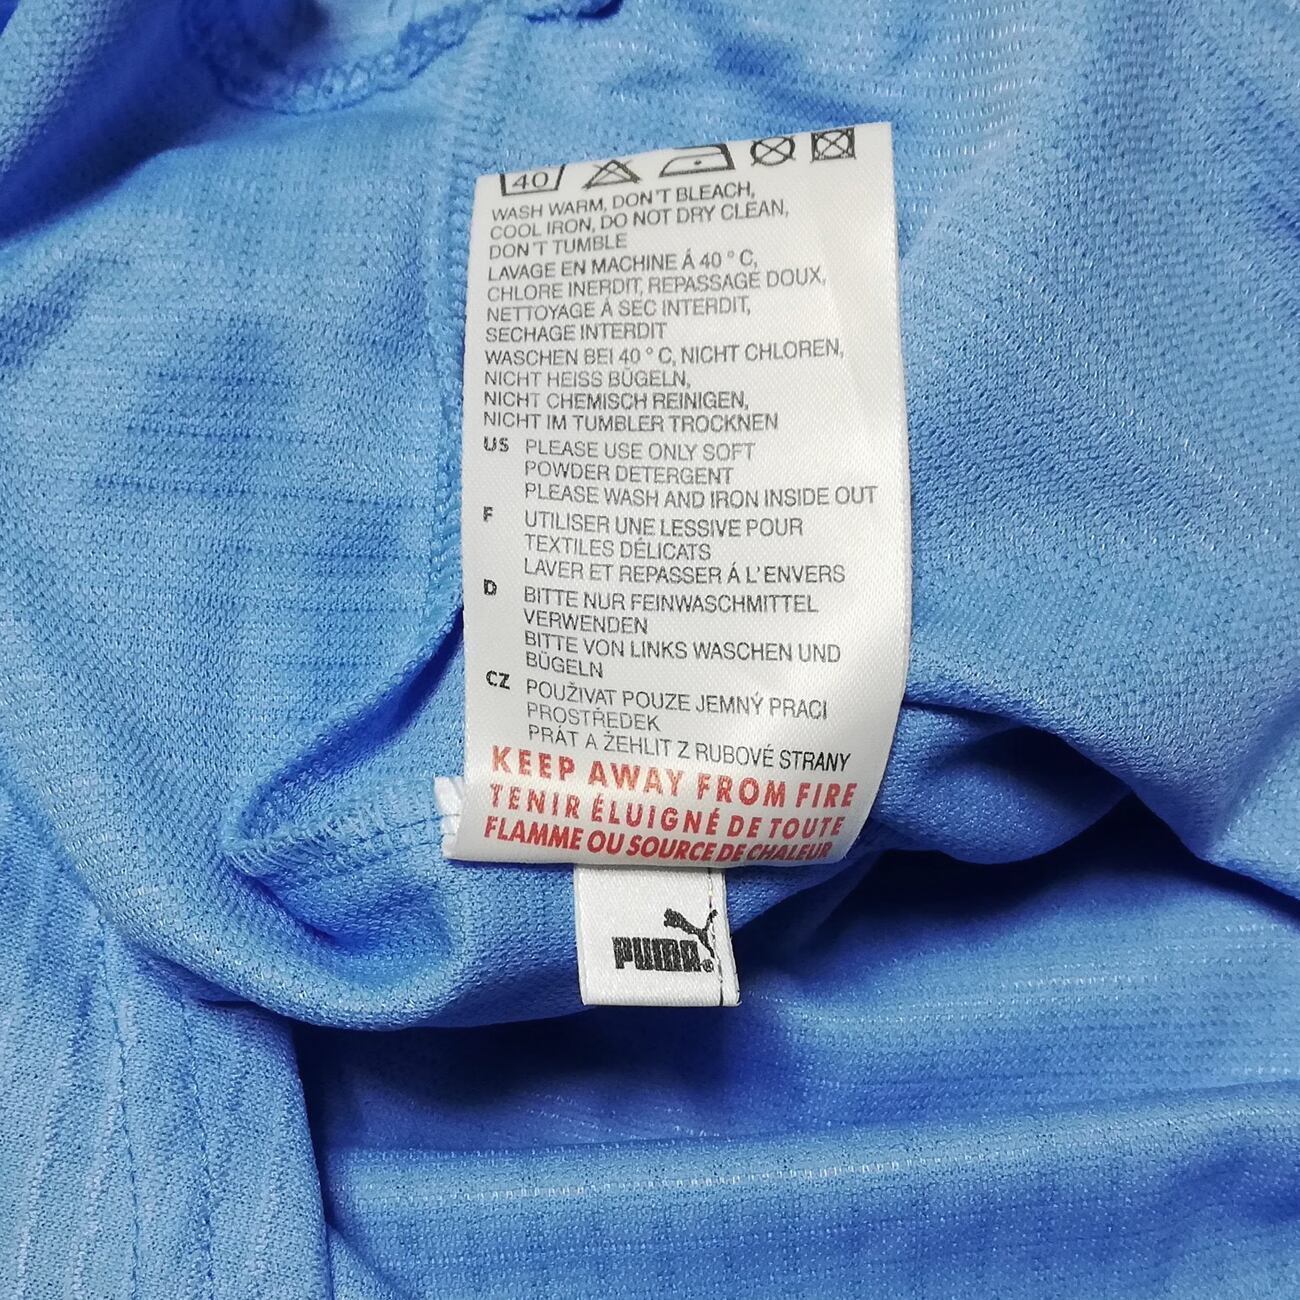 40
WASH WARM, DON'T BLEACH,
COOL IRON, DO NOT DRY CLEAN,
DON'T TUMBLE
LAVAGE EN MACHINE Á 40 ° C,
CHLORE INERDIT, REPASSAGE DOUX,
NETTOYAGE Á SEC INTERDIT,
SECHAGE INTERDIT
WASCHEN BEI 40 ° C, NICHT CHLOREN,
NICHT HEISS BÜGELN,
NICHT CHEMISCH REINIGEN,
NICHT IM TUMBLER TROCKNEN
US PLEASE USE ONLY SOFT
POWDER DETERGENT
PLEASE WASH AND IRON INSIDE OUT
F UTILISER UNE LESSIVE POUR
TEXTILES DÉLICATS
LAVER ET REPASSER Á L'ENVERS
D BITTE NUR FEINWASCHMITTEL
VERWENDEN
BITTE VON LINKS WASCHEN UND
BÜGELN
CZ POUŽIVAT POUZE JEMNÝ PRACI
PROSTŘEDEK
PRÁT A ŽEHLIT Z RUBOVÉ STRANY
KEEP AWAY FROM FIRE
TENIR ÉLUIGNÉ DE TOUTE
FLAMME OU SOURCE DE CHALEUR
PUMA®